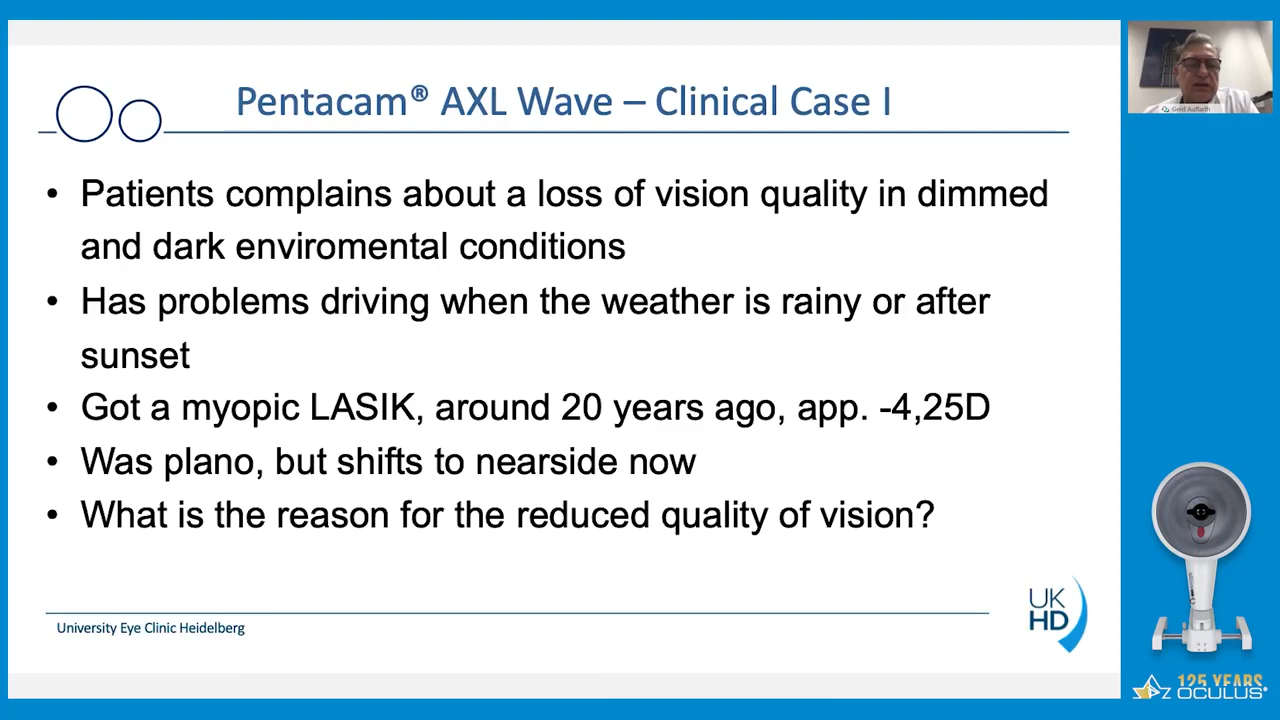 Pentacam® AXL Wave – Clinical Case I
• Patients complains about a loss of vision quality in dimmed
and dark enviromental conditions
• Has problems driving when the weather is rainy or after
sunset
• Got a myopic LASIK, around 20 years ago, app. -4,25D
• Was plano, but shifts to nearside now
• What is the reason for the reduced quality of vision?
University Eye Clinic Heidelberg
UK
HD
Gerd Auffarth
125 YEARS
OCULUS®